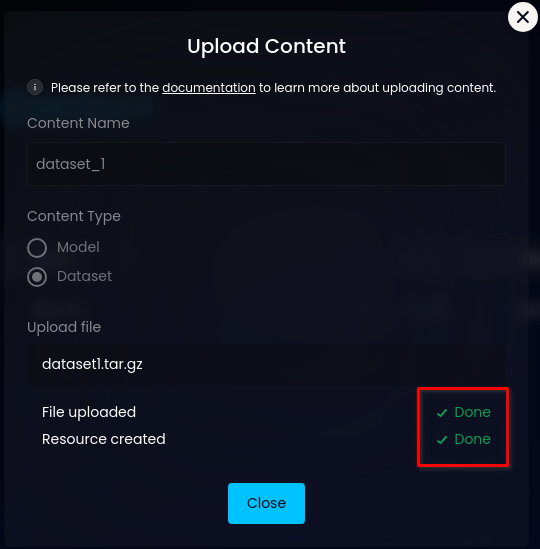 Upload Content
Please refer to the documentation to learn more about uploading content.
Content Name
dataset_1
Content Type
Model
Dataset
Upload file
dataset1.tar.gz
File uploaded Done
Resource created Done
Close